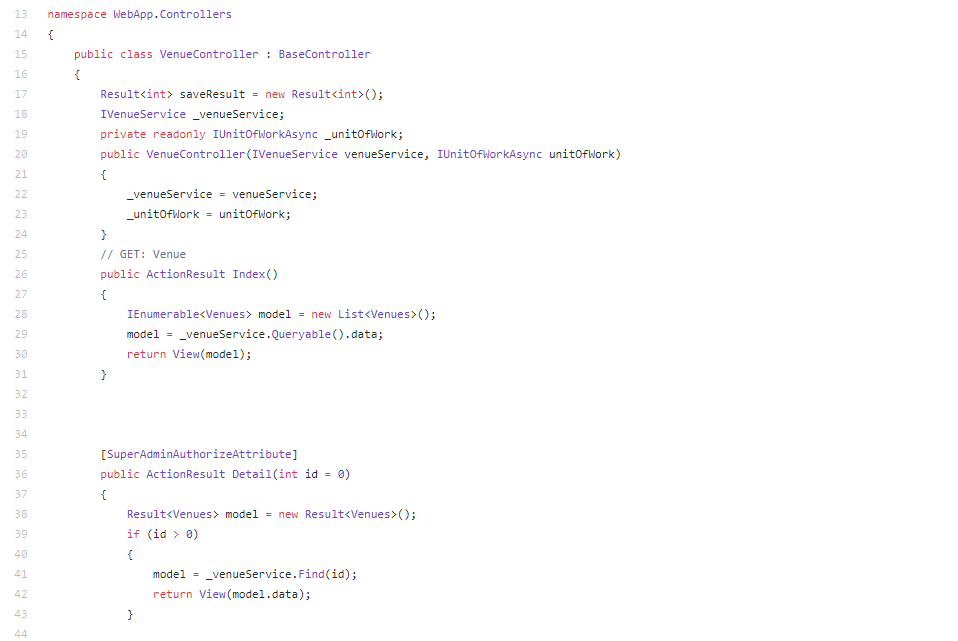 13 namespace WebApp.Controllers
14 {
15     public class VenueController : BaseController
16     {
17         Result<int> saveResult = new Result<int>();
18         IVenueService _venueService;
19         private readonly IUnitOfWorkAsync _unitOfWork;
20         public VenueController(IVenueService venueService, IUnitOfWorkAsync unitOfWork)
21         {
22             _venueService = venueService;
23             _unitOfWork = unitOfWork;
24         }
25         // GET: Venue
26         public ActionResult Index()
27         {
28             IEnumerable<Venues> model = new List<Venues>();
29             model = _venueService.Queryable().data;
30             return View(model);
31         }
32
33
34
35         [SuperAdminAuthorizeAttribute]
36         public ActionResult Detail(int id = 0)
37         {
38             Result<Venues> model = new Result<Venues>();
39             if (id > 0)
40             {
41                 model = _venueService.Find(id);
42                 return View(model.data);
43             }
44